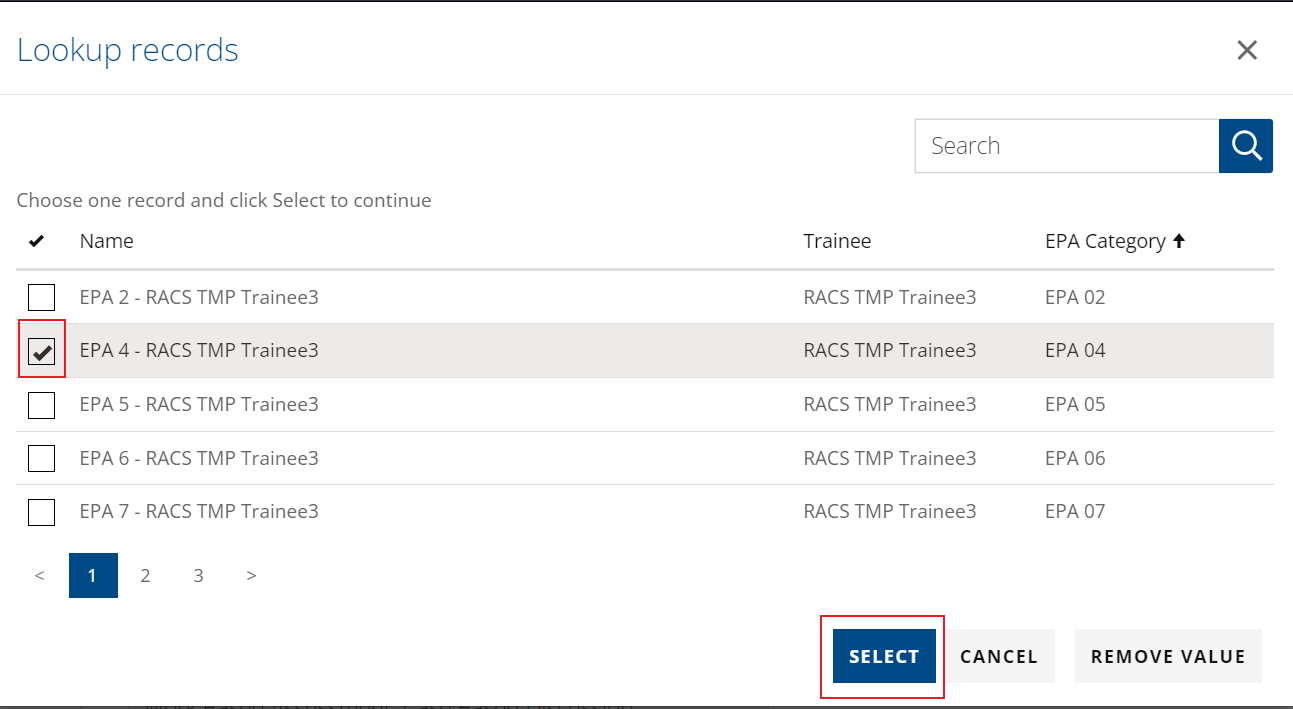 Lookup records
Search
Choose one record and click Select to continue
Name Trainee EPA Category
EPA 2 - RACS TMP Trainee3 RACS TMP Trainee3 EPA 02
EPA 4 - RACS TMP Trainee3 RACS TMP Trainee3 EPA 04
EPA 5 - RACS TMP Trainee3 RACS TMP Trainee3 EPA 05
EPA 6 - RACS TMP Trainee3 RACS TMP Trainee3 EPA 06
EPA 7 - RACS TMP Trainee3 RACS TMP Trainee3 EPA 07
< 1 2 3 >
SELECT CANCEL REMOVE VALUE